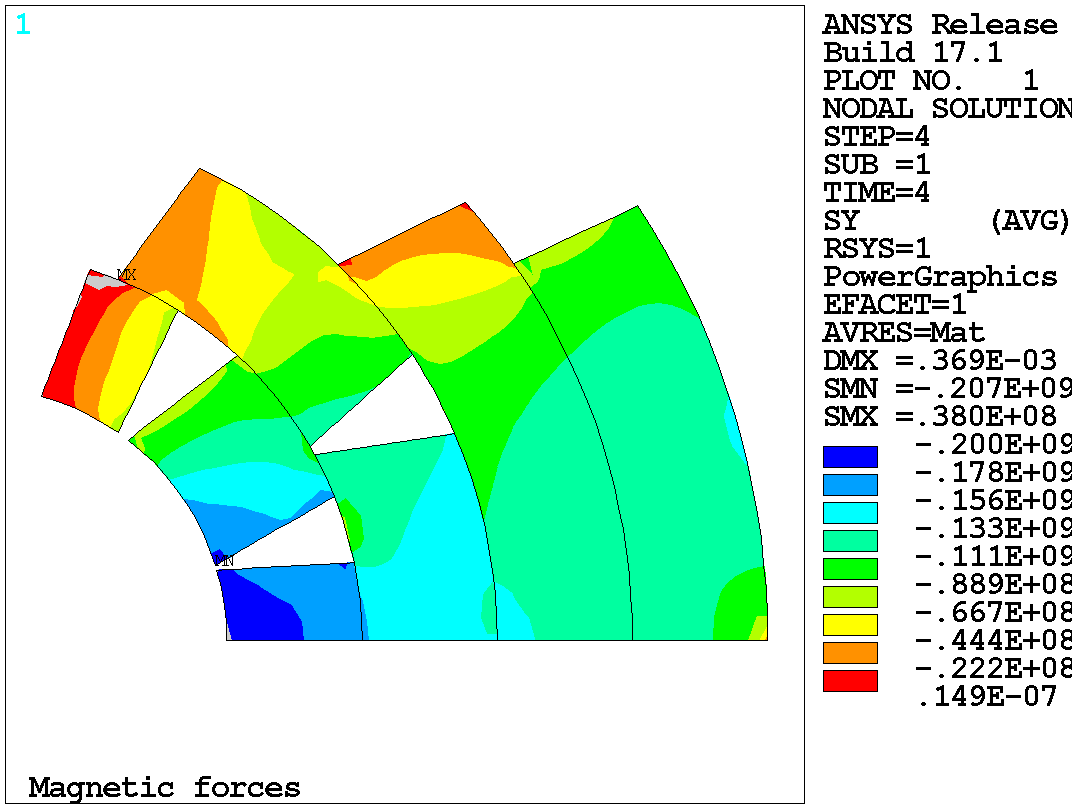 1
ANSYS Release
Build 17.1
PLOT NO. 1
NODAL SOLUTION
STEP=4
SUB =1
TIME=4
SY (AVG)
RSYS=1
PowerGraphics
EFACET=1
AVRES=Mat
DMX =.369E-03
SMN =-.207E+09
SMX =.380E+08
-.200E+09
-.178E+09
-.156E+09
-.133E+09
-.111E+09
-.889E+08
-.667E+08
-.444E+08
-.222E+08
.149E-07
MX
MN
Magnetic forces